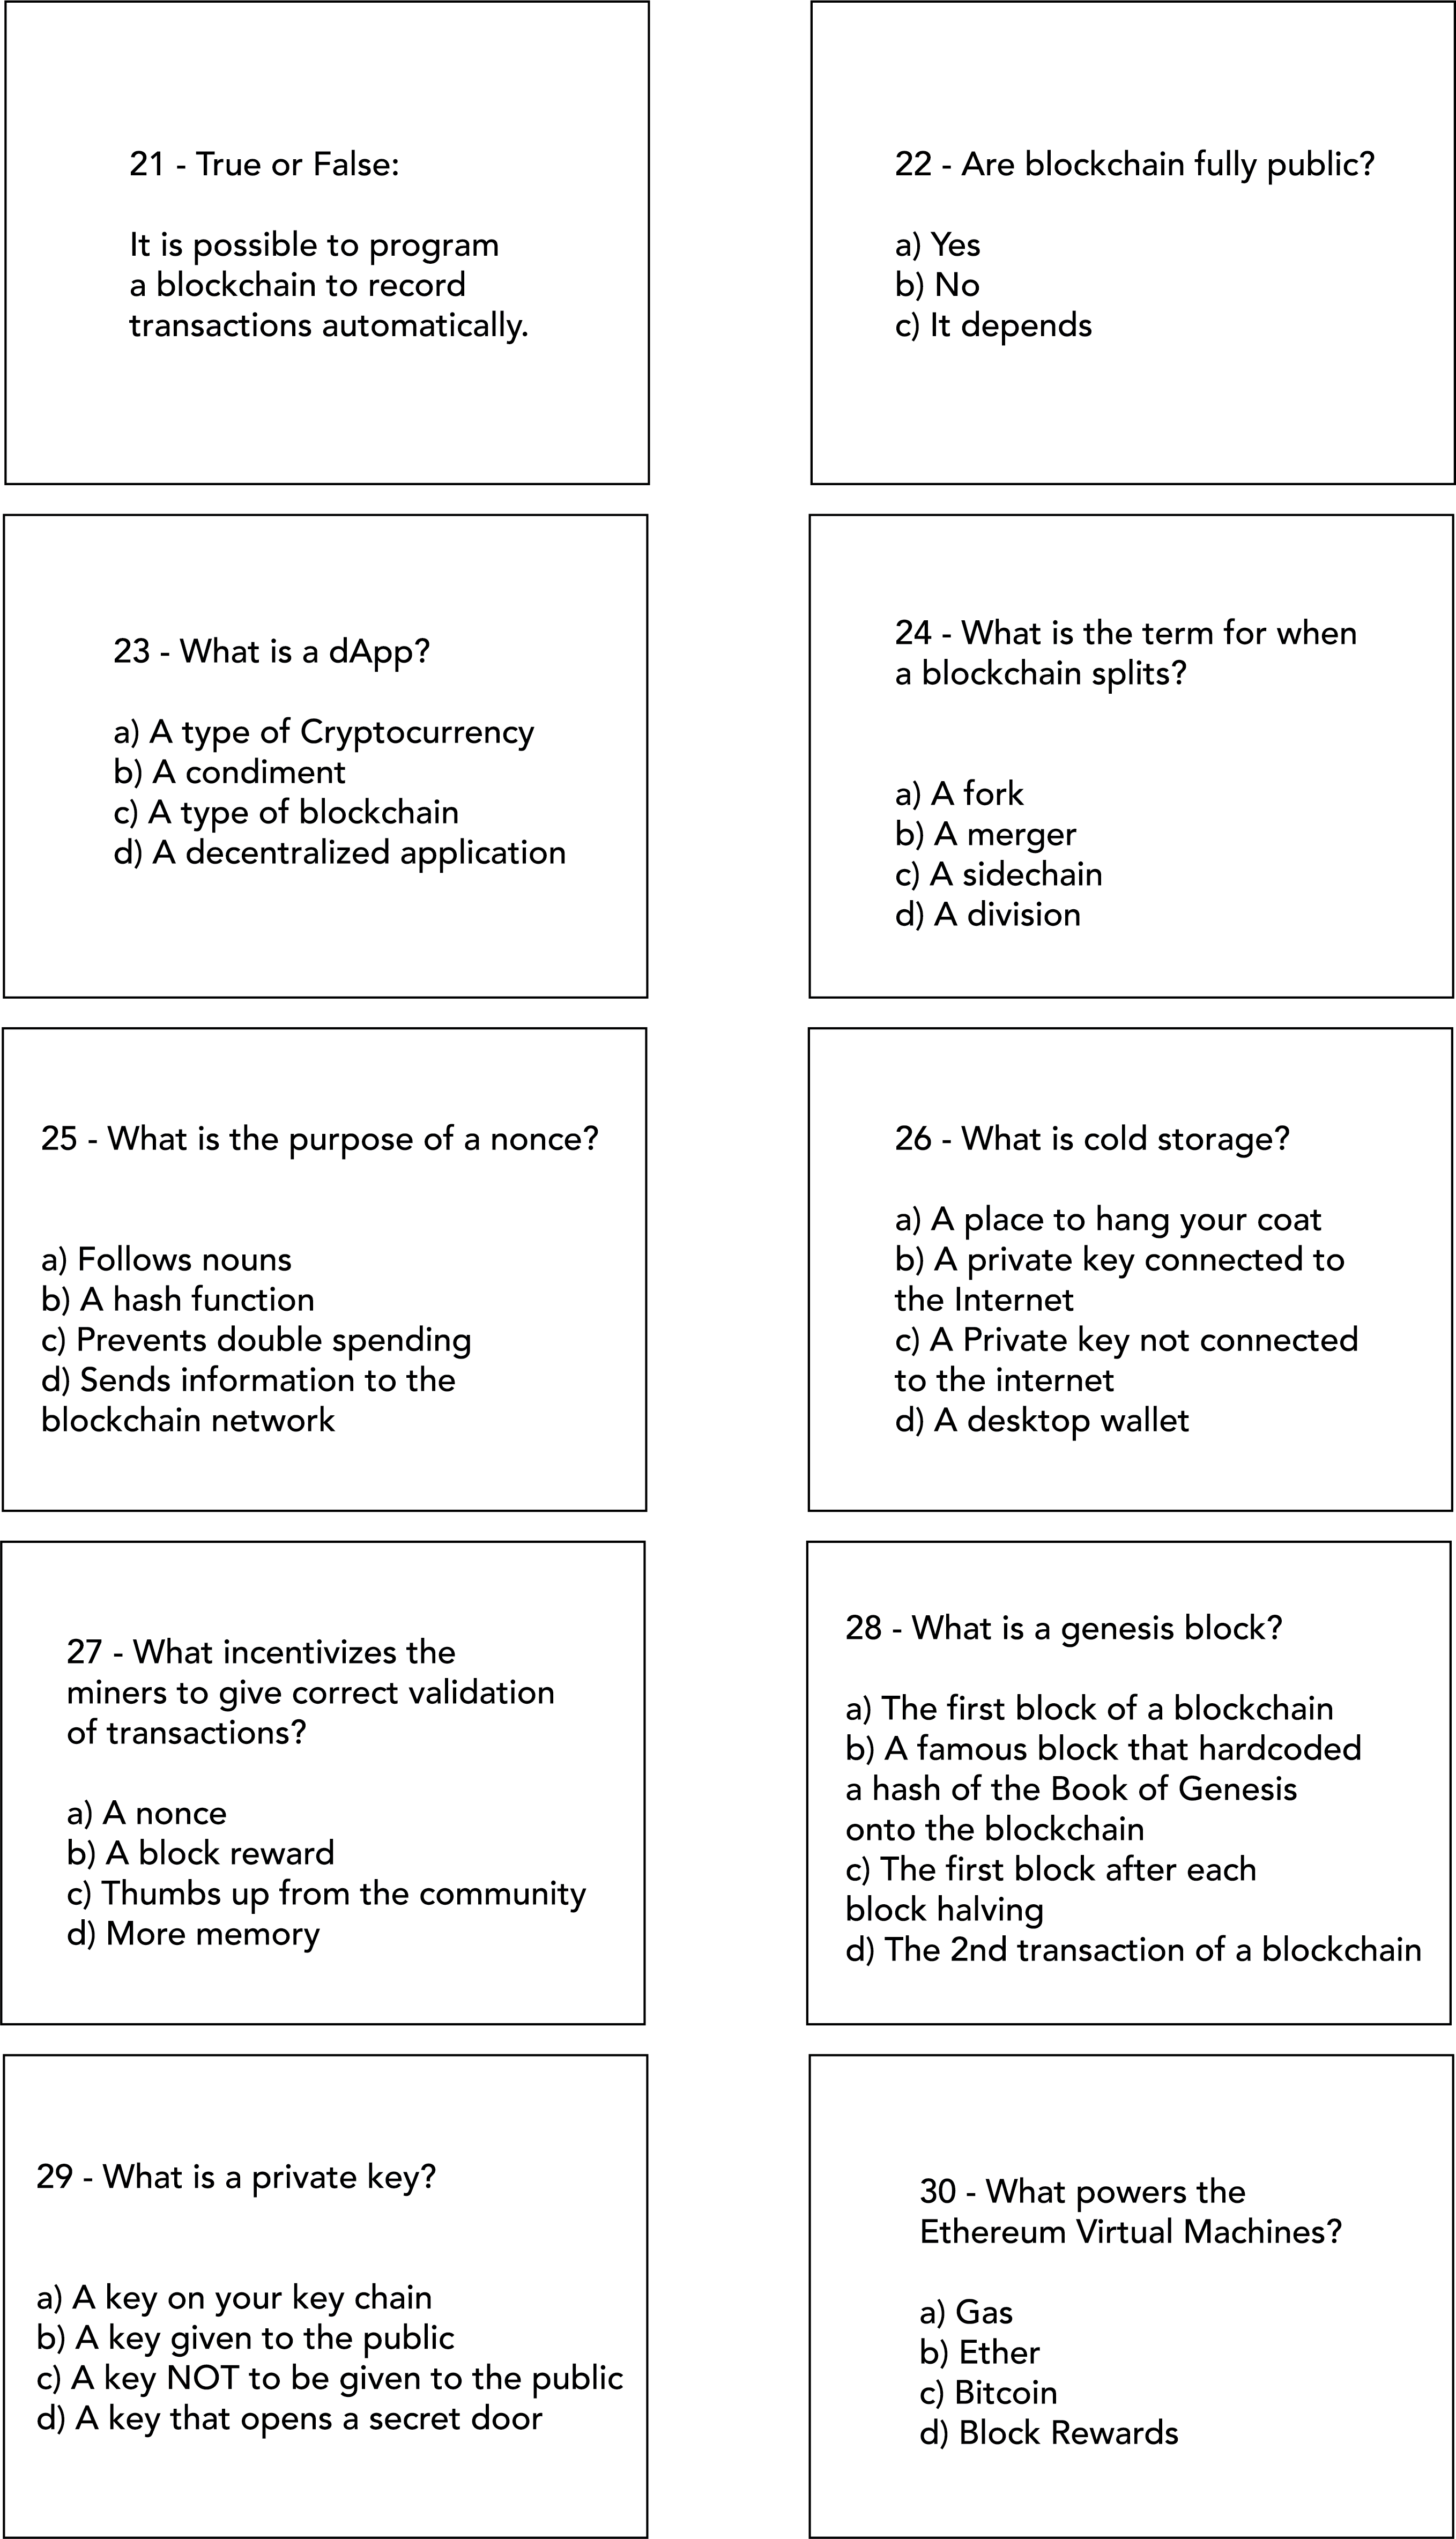 21 - True or False:
It is possible to program
a blockchain to record
transactions automatically.
22 - Are blockchain fully public?
a) Yes
b) No
c) It depends
23 - What is a dApp?
a) A type of Cryptocurrency
b) A condiment
c) A type of blockchain
d) A decentralized application
24 - What is the term for when
a blockchain splits?
a) A fork
b) A merger
c) A sidechain
d) A division
25 - What is the purpose of a nonce?
a) Follows nouns
b) A hash function
c) Prevents double spending
d) Sends information to the
blockchain network
26 - What is cold storage?
a) A place to hang your coat
b) A private key connected to
the Internet
c) A Private key not connected
to the internet
d) A desktop wallet
27 - What incentivizes the
miners to give correct validation
of transactions?
a) A nonce
b) A block reward
c) Thumbs up from the community
d) More memory
28 - What is a genesis block?
a) The first block of a blockchain
b) A famous block that hardcoded
a hash of the Book of Genesis
onto the blockchain
c) The first block after each
block halving
d) The 2nd transaction of a blockchain
29 - What is a private key?
a) A key on your key chain
b) A key given to the public
c) A key NOT to be given to the public
d) A key that opens a secret door
30 - What powers the
Ethereum Virtual Machines?
a) Gas
b) Ether
c) Bitcoin
d) Block Rewards